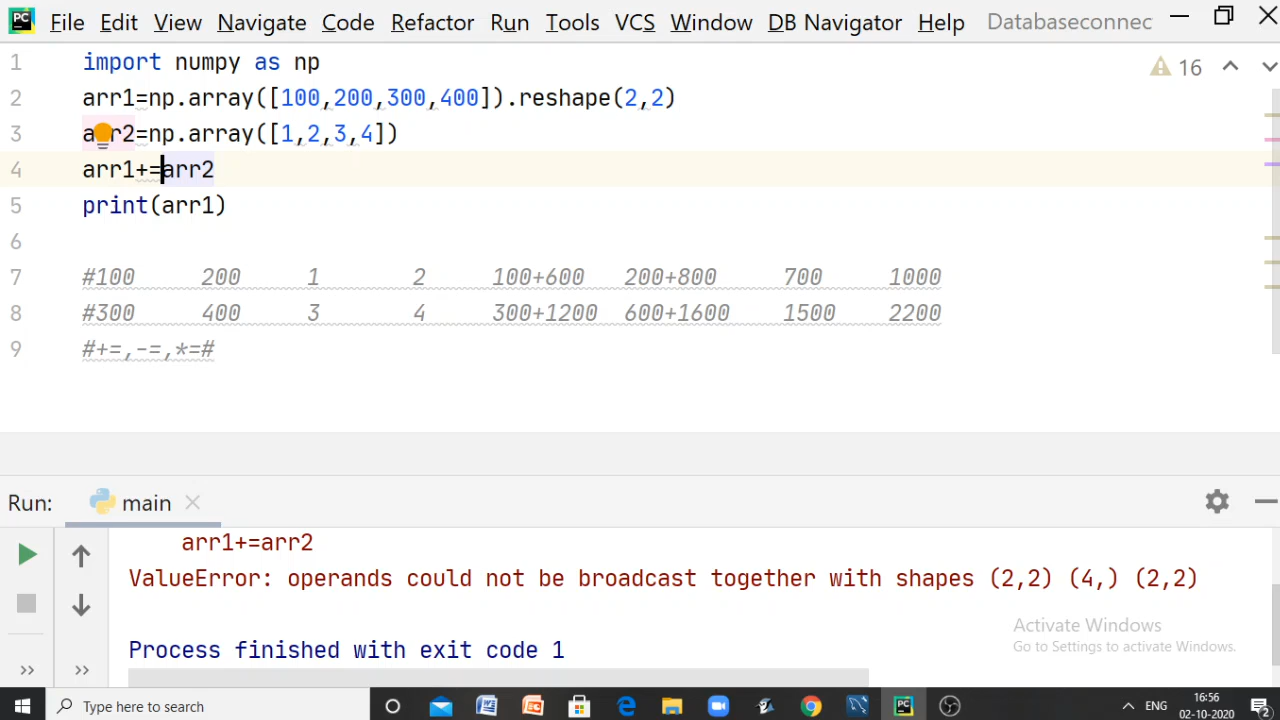 PC File Edit View Navigate Code Refactor Run Tools VCS Window DB Navigator Help Databaseconnec
1 import numpy as np
16
2 arr1=np.array([100,200,300,400]).reshape(2,2)
3 arr2=np.array([1,2,3,4])
4 arr1+=arr2
5 print(arr1)
6
7 #100 200 1 2 100+600 200+800 700 1000
8 #300 400 3 4 300+1200 600+1600 1500 2200
9 #+=,-=,*=#
Run: main
arr1+=arr2
ValueError: operands could not be broadcast together with shapes (2,2) (4,) (2,2)
Activate Windows
Process finished with exit code 1
Go to Settings to activate Windows.
Type here to search
PC
ENG
16:56
02-10-2020
2